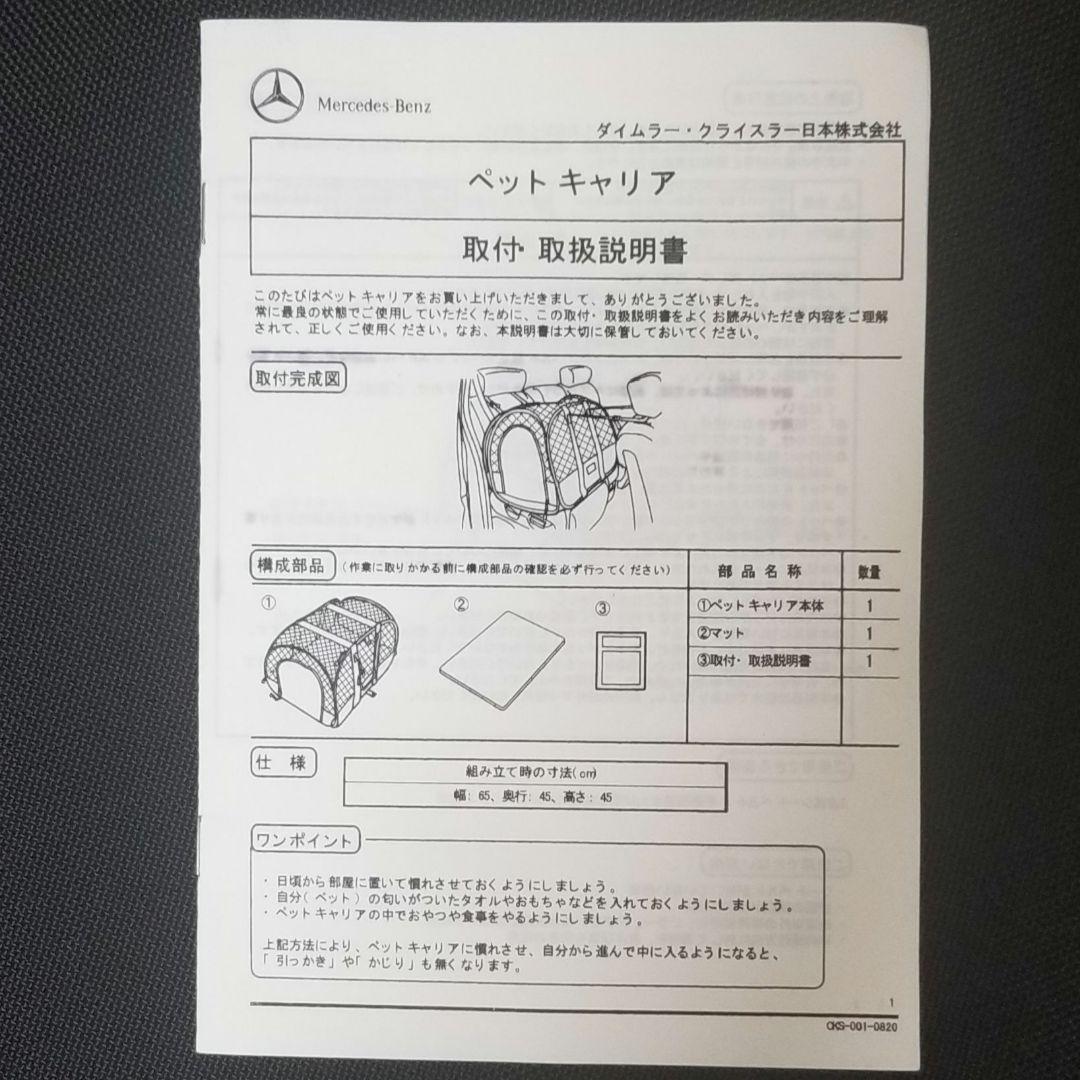 Mercedes-Benz
ダイムラー・クライスラー日本株式会社
ペットキャリア
取付・取扱説明書
このたびはペットキャリアをお買い上げいただきまして、ありがとうございました。
常に最良の状態でご使用していただくために、この取付・取扱説明書をよくお読みいただき内容をご理解
されて、正しくご使用ください。なお、本説明書は大切に保管しておいてください。
取付完成図
構成部品 (作業に取りかかる前に構成部品の確認を必ず行ってください)
部品名称 数量
① ② ③
①ペットキャリア本体 1
②マット 1
③取付・取扱説明書 1
仕様
組み立て時の寸法(cm)
幅:65、奥行:45、高さ:45
ワンポイント
・日頃から部屋に置いて慣れさせておくようにしましょう。
・自分(ペット)の匂いがついたタオルやおもちゃなどを入れておくようにしましょう。
・ペットキャリアの中でおやつや食事をやるようにしましょう。
上記方法により、ペットキャリアに慣れさせ、自分から進んで中に入るようになると、
「引っかき」や「かじり」も無くなります。
1
CKS-001-0820